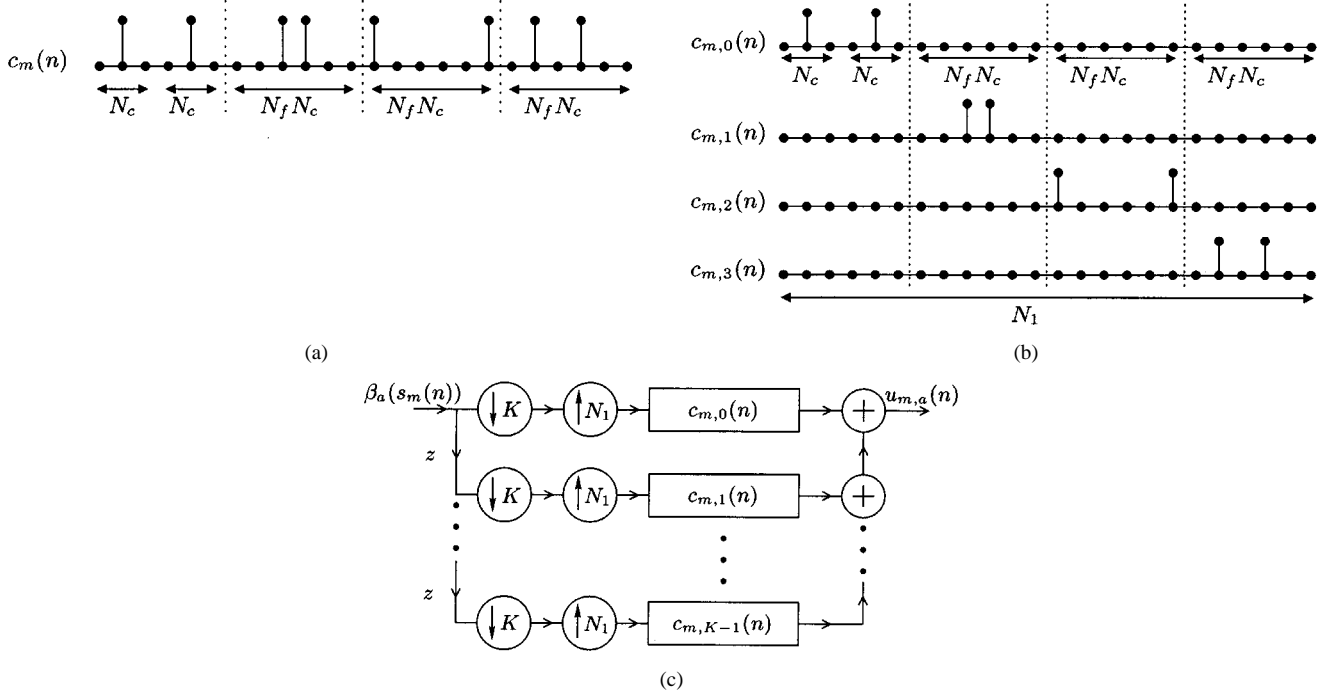 c_m(n)
N_c N_c N_f N_c N_f N_c N_f N_c
(a)
c_{m,0}(n)
N_c N_c N_f N_c N_f N_c N_f N_c
c_{m,1}(n)
c_{m,2}(n)
c_{m,3}(n)
N_1
(b)
β_a(s_m(n)) ↓K ↑N_1 c_{m,0}(n) + u_{m,a}(n)
z
↓K ↑N_1 c_{m,1}(n) +
z
↓K ↑N_1 c_{m,K-1}(n)
(c)